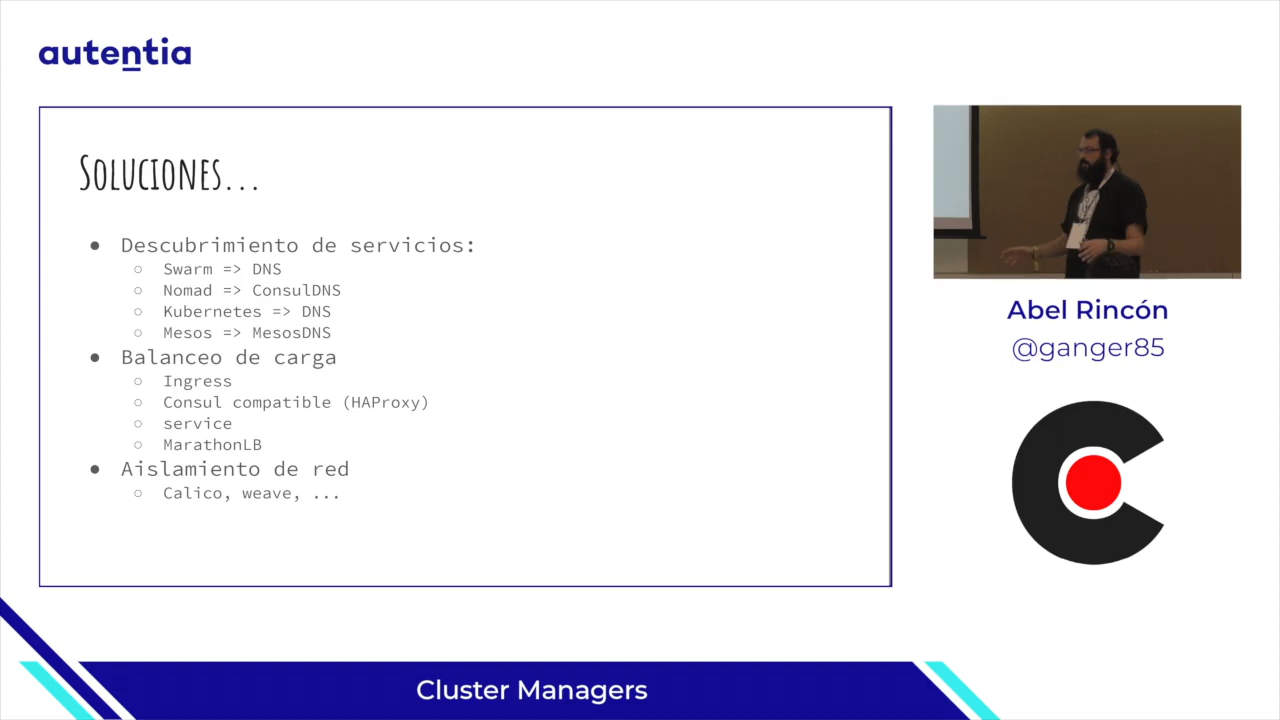 autentia
Soluciones...
● Descubrimiento de servicios:
○ Swarm => DNS
○ Nomad => ConsulDNS
○ Kubernetes => DNS
○ Mesos => MesosDNS
● Balanceo de carga
○ Ingress
○ Consul compatible (HAProxy)
○ service
○ MarathonLB
● Aislamiento de red
○ Calico, weave, ...
Abel Rincón
@ganger85
Cluster Managers